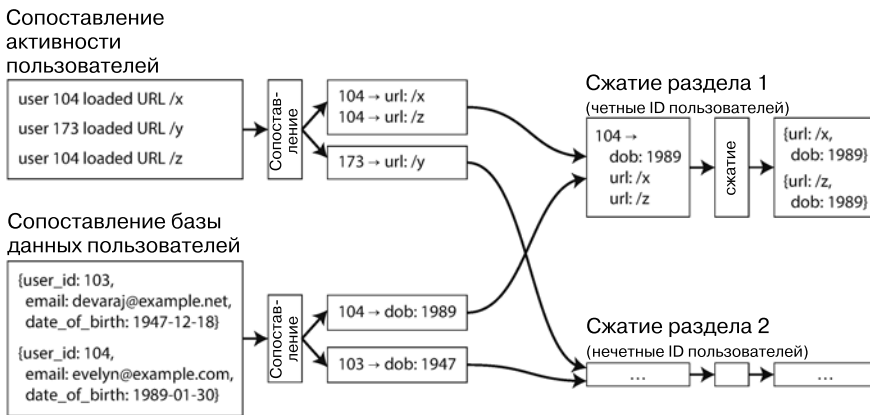 Сопоставление
активности
пользователей
user 104 loaded URL /x
user 173 loaded URL /y
user 104 loaded URL /z
Сопостав-
ление
104 → url: /x
104 → url: /z
173 → url: /y
Сжатие раздела 1
(четные ID пользователей)
104 →
dob: 1989
url: /x
url: /z
сжатие
{url: /x,
dob: 1989}
{url: /z,
dob: 1989}
Сопоставление базы
данных пользователей
{user_id: 103,
email: devaraj@example.net,
date_of_birth: 1947-12-18}
{user_id: 104,
email: evelyn@example.com,
date_of_birth: 1989-01-30}
Сопостав-
ление
104 → dob: 1989
103 → dob: 1947
Сжатие раздела 2
(нечетные ID пользователей)
...
...